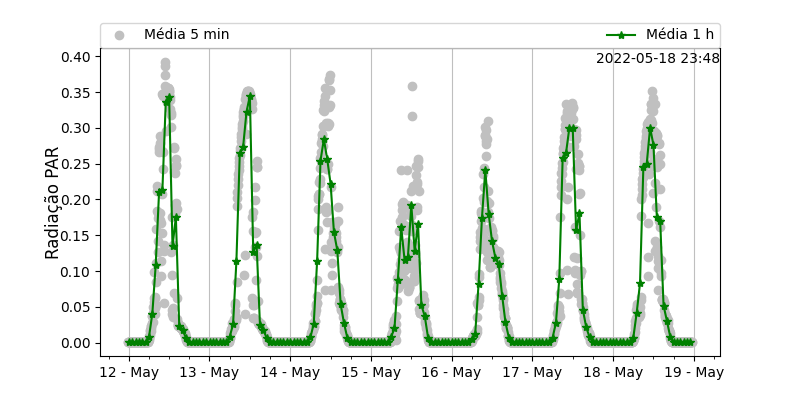 Média 5 min
Média 1 h
2022-05-18 23:48
Radiação PAR
0.40
0.35
0.30
0.25
0.20
0.15
0.10
0.05
0.00
12 - May
13 - May
14 - May
15 - May
16 - May
17 - May
18 - May
19 - May